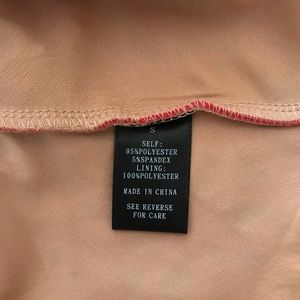 S
SELF:
95%POLYESTER
5%SPANDEX
LINING:
100%POLYESTER
MADE IN CHINA
SEE REVERSE
FOR CARE